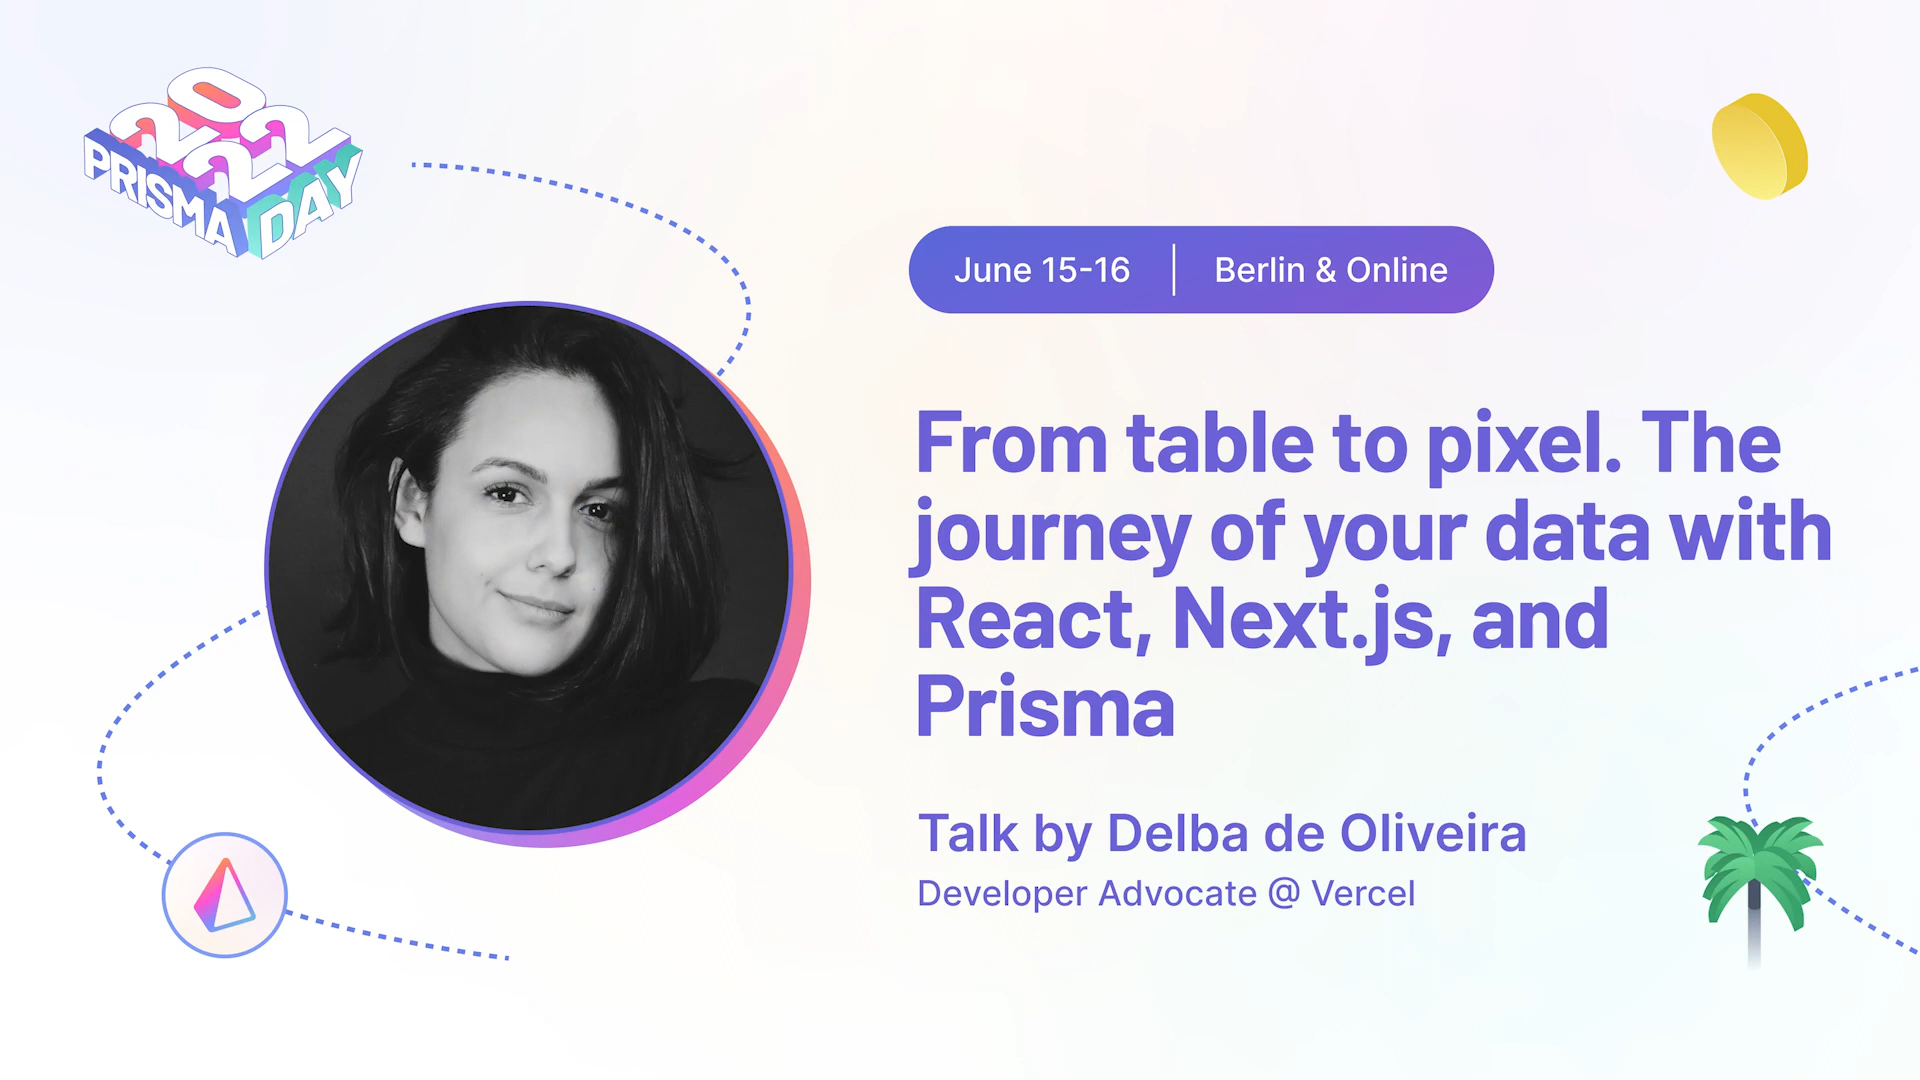 2022
PRISMA DAY
June 15-16 | Berlin & Online
From table to pixel. The
journey of your data with
React, Next.js, and
Prisma
Talk by Delba de Oliveira
Developer Advocate @ Vercel